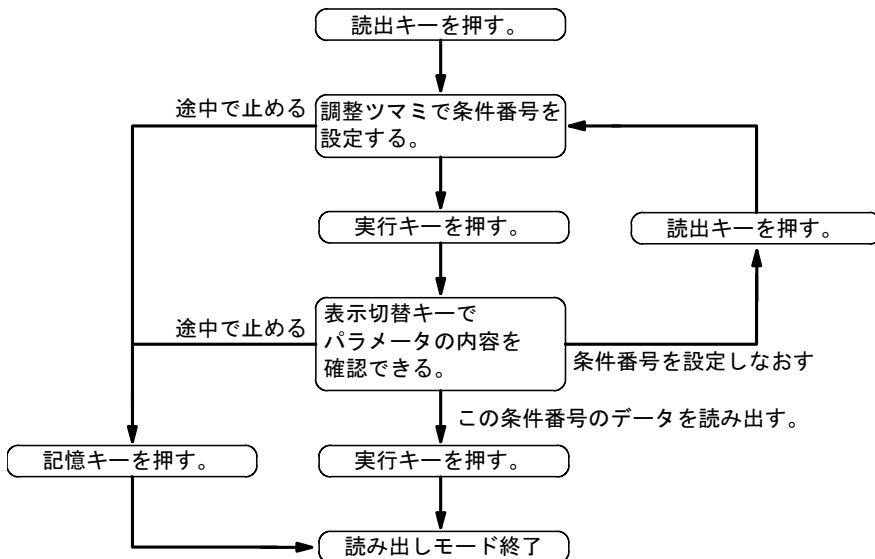 読出キーを押す。
途中で止める
調整ツマミで条件番号を
設定する。
実行キーを押す。
読出キーを押す。
途中で止める
表示切替キーで
パラメータの内容を
確認できる。
条件番号を設定しなおす
この条件番号のデータを読み出す。
記憶キーを押す。
実行キーを押す。
読み出しモード終了